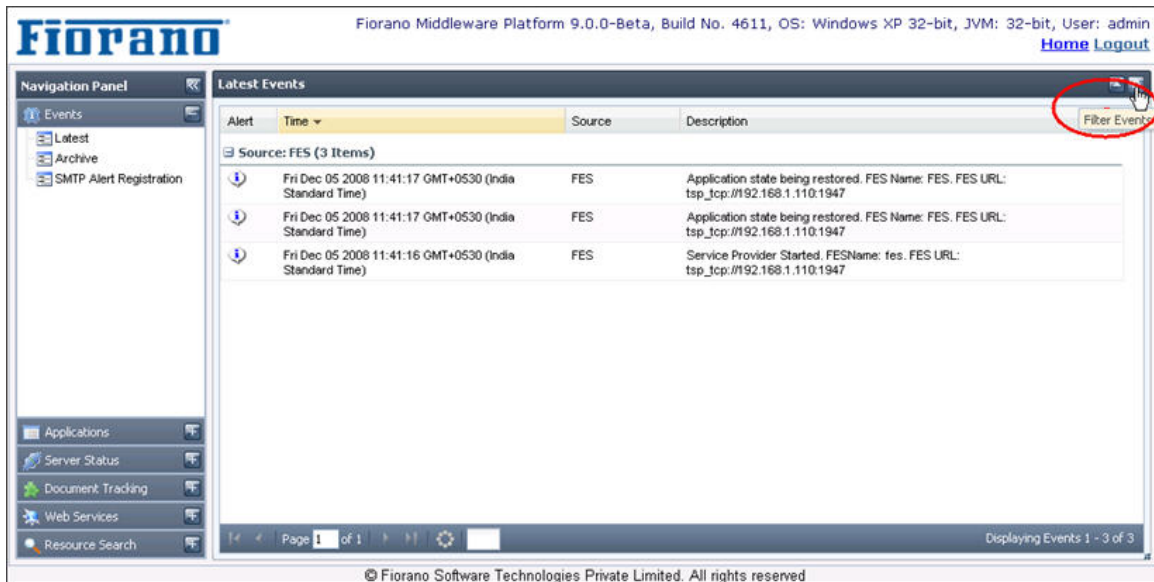 Fiorano
Fiorano Middleware Platform 9.0.0-Beta, Build No. 4611, OS: Windows XP 32-bit, JVM: 32-bit, User: admin
Home Logout
Navigation Panel
Latest Events
Events
Latest
Archive
SMTP Alert Registration
Alert Time Source Description
Filter Events
Source: FES (3 Items)
Fri Dec 05 2008 11:41:17 GMT+0530 (India
Standard Time)
FES
Application state being restored. FES Name: FES. FES URL:
tsp_tcp://192.168.1.110:1947
Fri Dec 05 2008 11:41:17 GMT+0530 (India
Standard Time)
FES
Application state being restored. FES Name: FES. FES URL:
tsp_tcp://192.168.1.110:1947
Fri Dec 05 2008 11:41:16 GMT+0530 (India
Standard Time)
FES
Service Provider Started. FESName: fes. FES URL:
tsp_tcp://192.168.1.110:1947
Applications
Server Status
Document Tracking
Web Services
Resource Search
Page 1 of 1
Displaying Events 1 - 3 of 3
© Fiorano Software Technologies Private Limited. All rights reserved